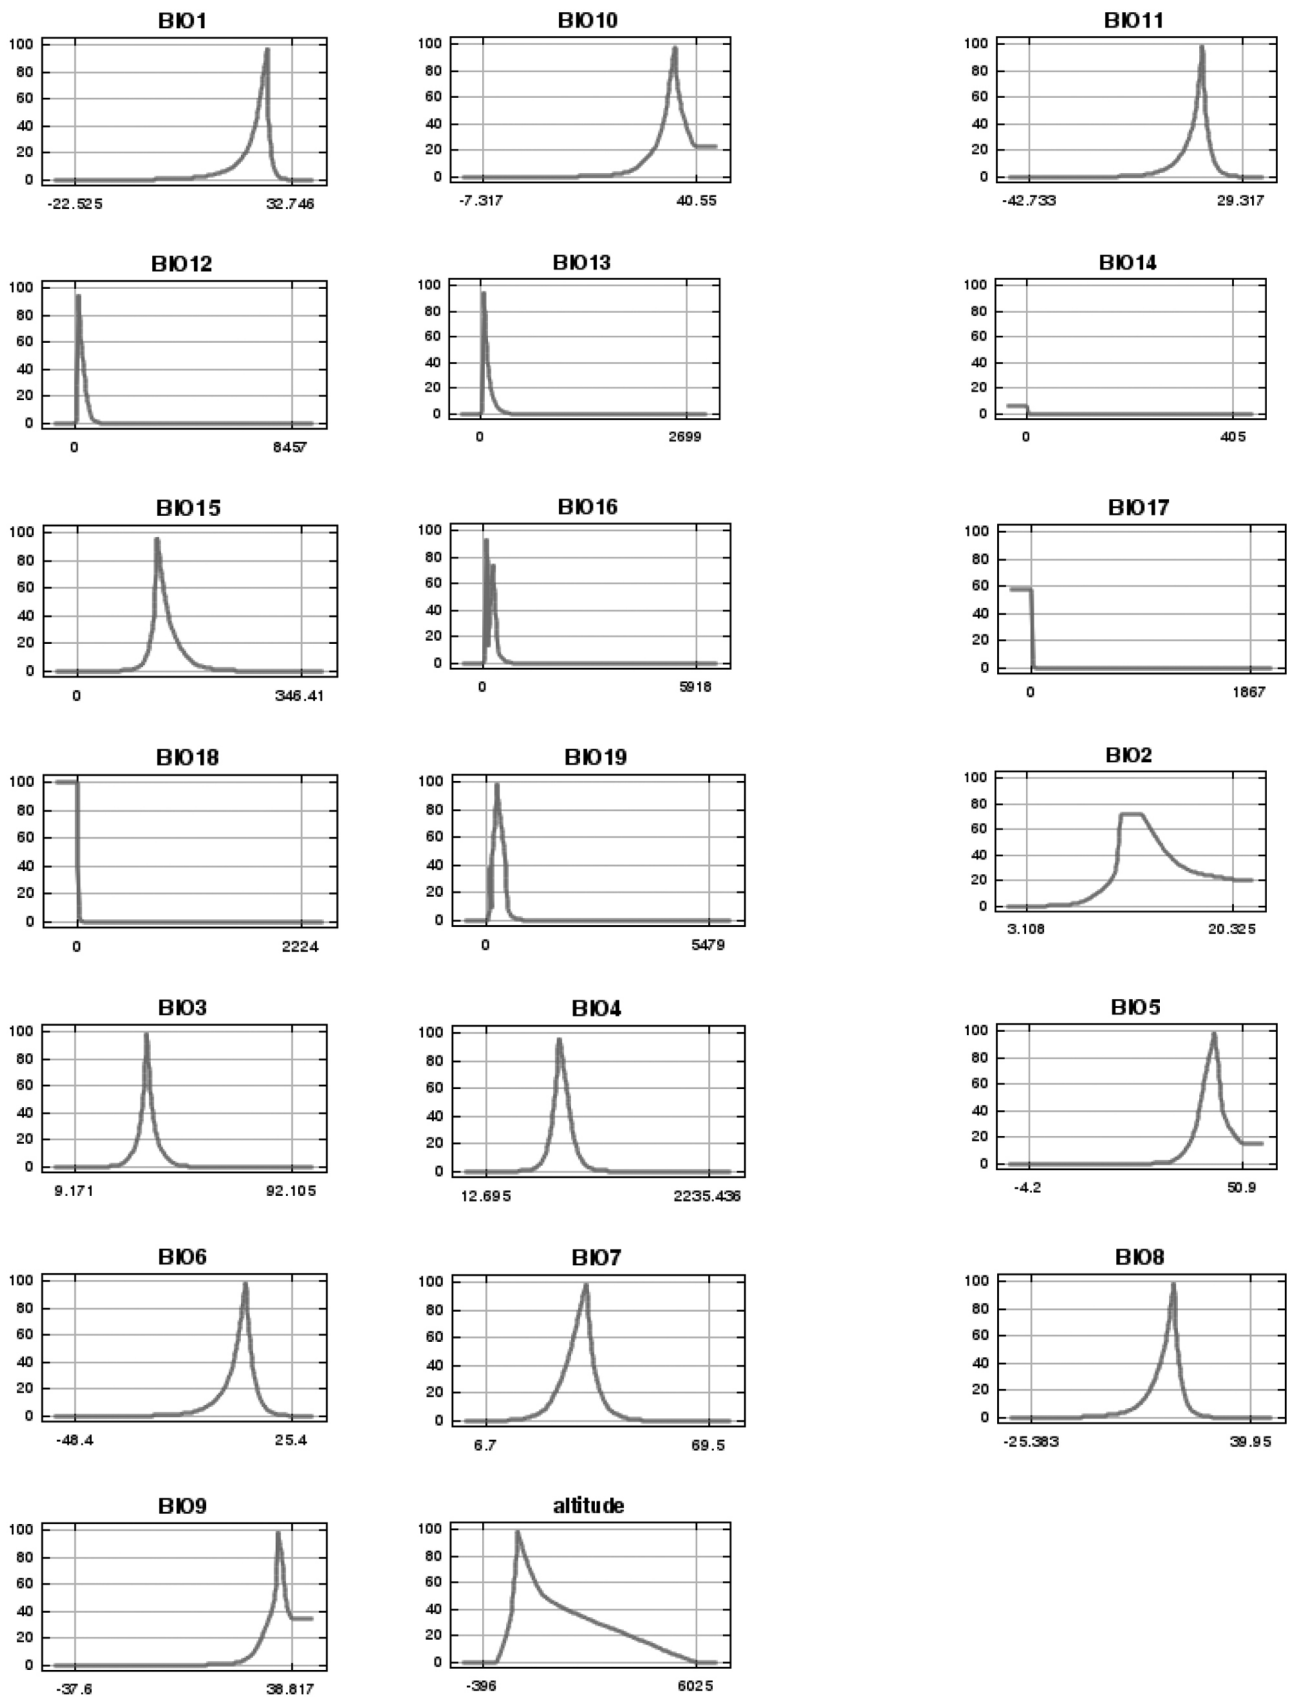 BIO1 BIO10 BIO11
100 100 100
80 80 80
60 60 60
40 40 40
20 20 20
0 0 0
-22.525 32.746 -7.317 40.55 -42.733 29.317
BIO12 BIO13 BIO14
100 100 100
80 80 80
60 60 60
40 40 40
20 20 20
0 0 0
0 8457 0 2699 0 405
BIO15 BIO16 BIO17
100 100 100
80 80 80
60 60 60
40 40 40
20 20 20
0 0 0
0 346.41 0 5918 0 1867
BIO18 BIO19 BIO2
100 100 100
80 80 80
60 60 60
40 40 40
20 20 20
0 0 0
0 2224 0 5479 3.108 20.325
BIO3 BIO4 BIO5
100 100 100
80 80 80
60 60 60
40 40 40
20 20 20
0 0 0
9.171 92.105 12.695 2235.436 -4.2 50.9
BIO6 BIO7 BIO8
100 100 100
80 80 80
60 60 60
40 40 40
20 20 20
0 0 0
-48.4 25.4 6.7 69.5 -25.383 39.95
BIO9 altitude
100 100
80 80
60 60
40 40
20 20
0 0
-37.6 38.817 -396 6025